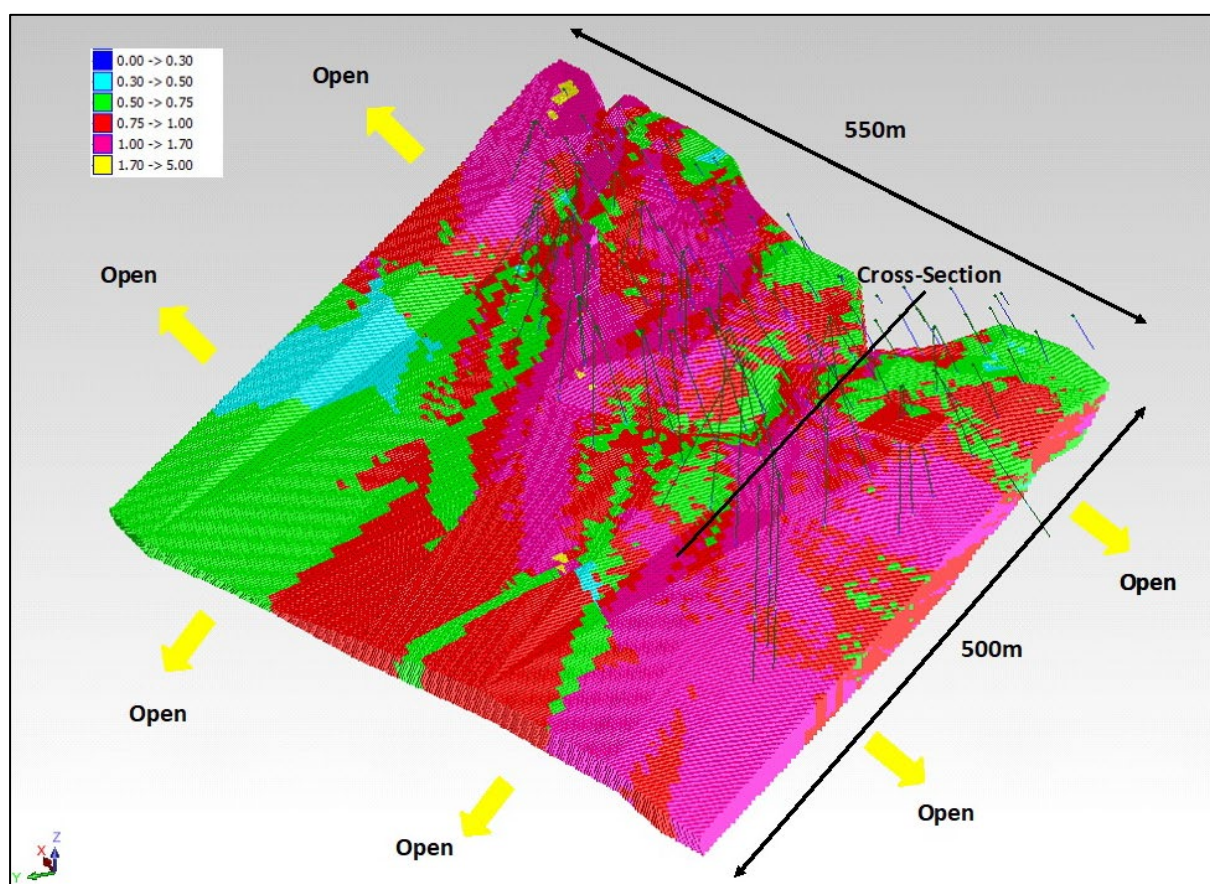 0.00 -> 0.30
0.30 -> 0.50
0.50 -> 0.75
0.75 -> 1.00
1.00 -> 1.70
1.70 -> 5.00
Open
550m
Open
Cross-Section
Open
500m
Open
Open
Open
X
Z
Y